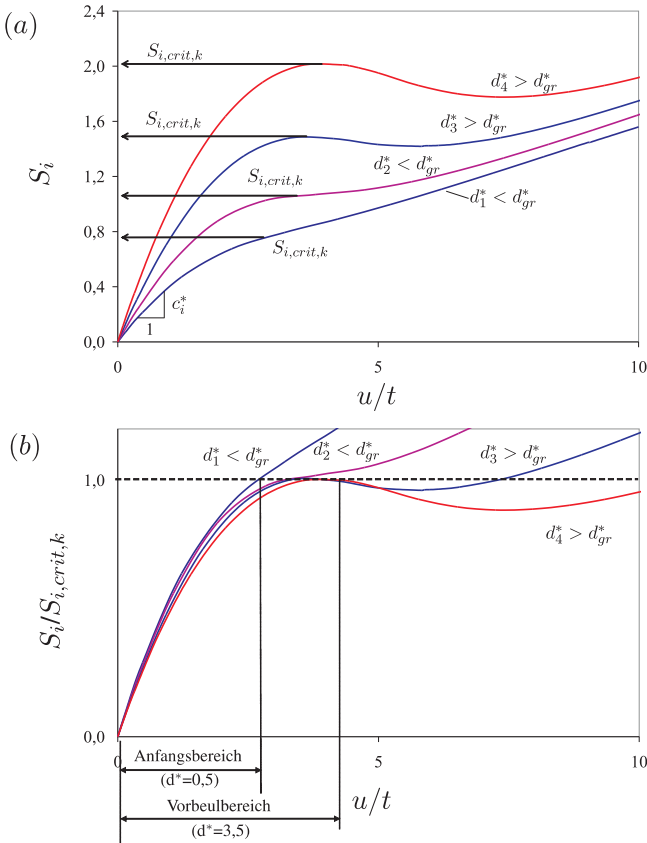 (a)
2,4
2,0
1,6
1,2
0,8
0,4
0,0
S_i
S_{i,crit,k}
d_4^* > d_{gr}^*
S_{i,crit,k}
d_3^* > d_{gr}^*
d_2^* < d_{gr}^*
S_{i,crit,k}
d_1^* < d_{gr}^*
S_{i,crit,k}
c_i^*
1
0
5
10
u/t
(b)
d_1^* < d_{gr}^*
d_2^* < d_{gr}^*
d_3^* > d_{gr}^*
1,0
d_4^* > d_{gr}^*
S_i/S_{i,crit,k}
0,0
0
5
10
Anfangsbereich
(d*=0,5)
u/t
Vorbeulbereich
(d*=3,5)